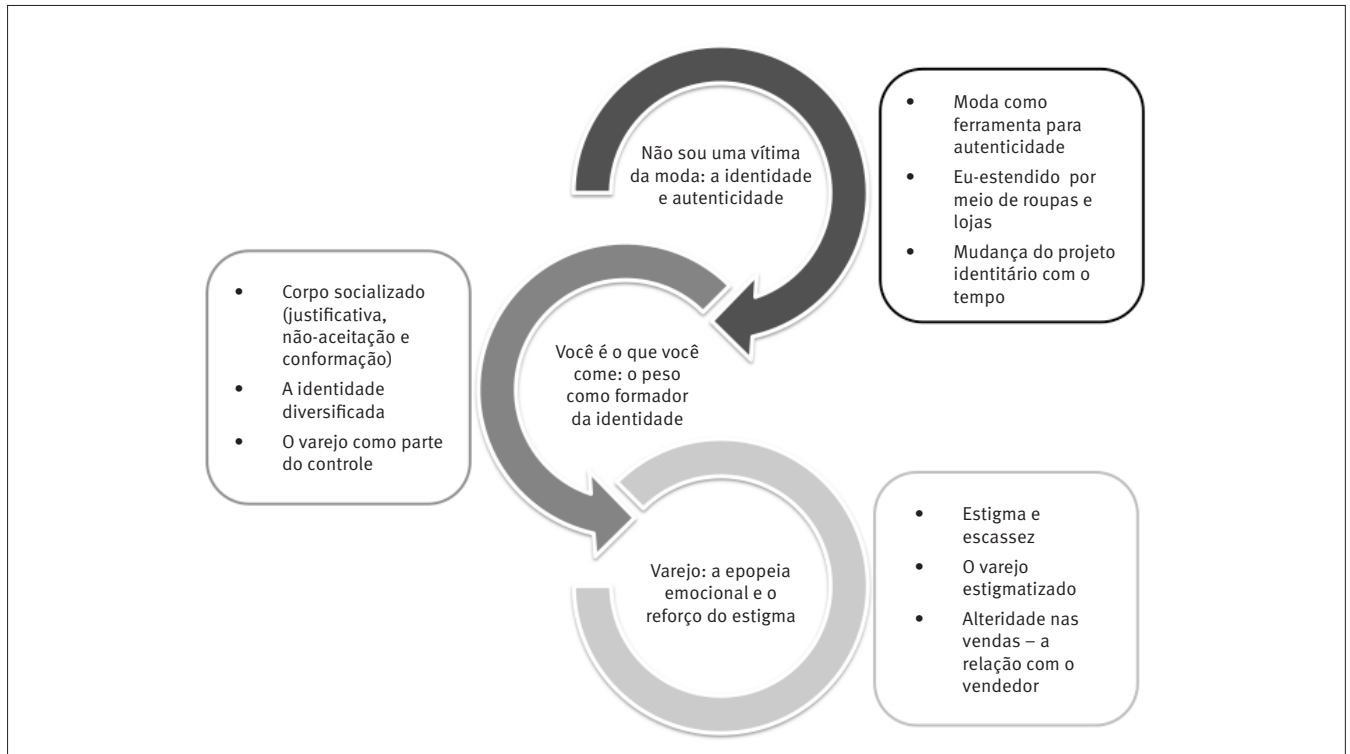 Não sou uma vítima
da moda: a identidade
e autenticidade
• Moda como
ferramenta para
autenticidade
• Eu-estendido por
meio de roupas e
lojas
• Mudança do projeto
identitário com o
tempo
• Corpo socializado
(justificativa,
não-aceitação e
conformação)
• A identidade
diversificada
• O varejo como parte
do controle
Você é o que você
come: o peso
como formador
da identidade
Varejo: a epopeia
emocional e o
reforço do estigma
• Estigma e
escassez
• O varejo
estigmatizado
• Alteridade nas
vendas – a
relação com o
vendedor